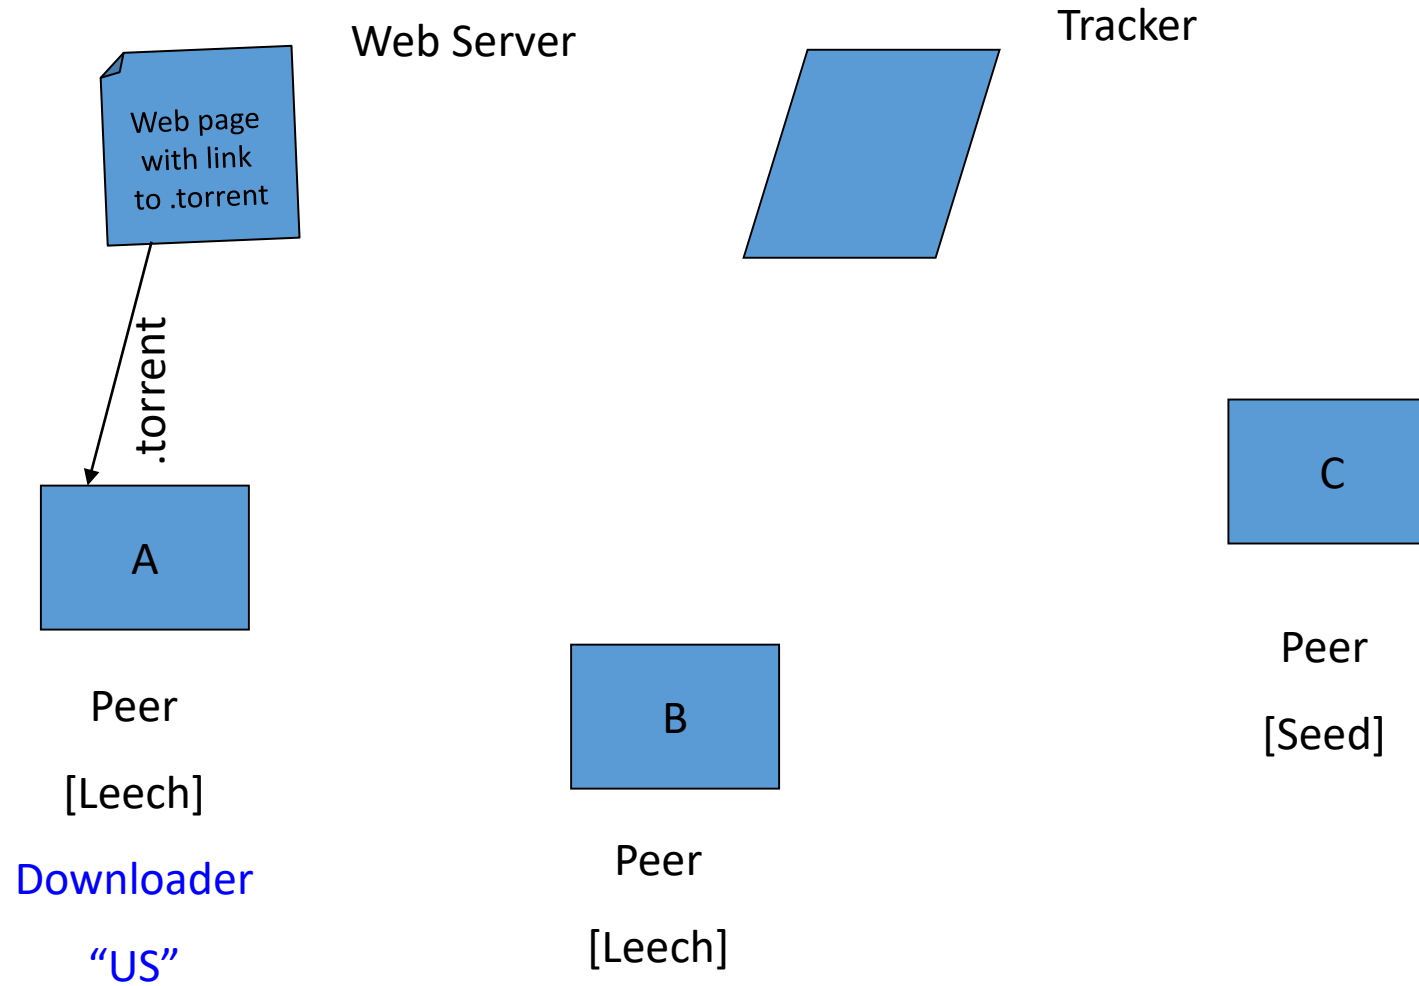 Web Server
Tracker
Web page
with link
to .torrent
.torrent
A
Peer
[Leech]
Downloader
“US”
B
Peer
[Leech]
C
Peer
[Seed]